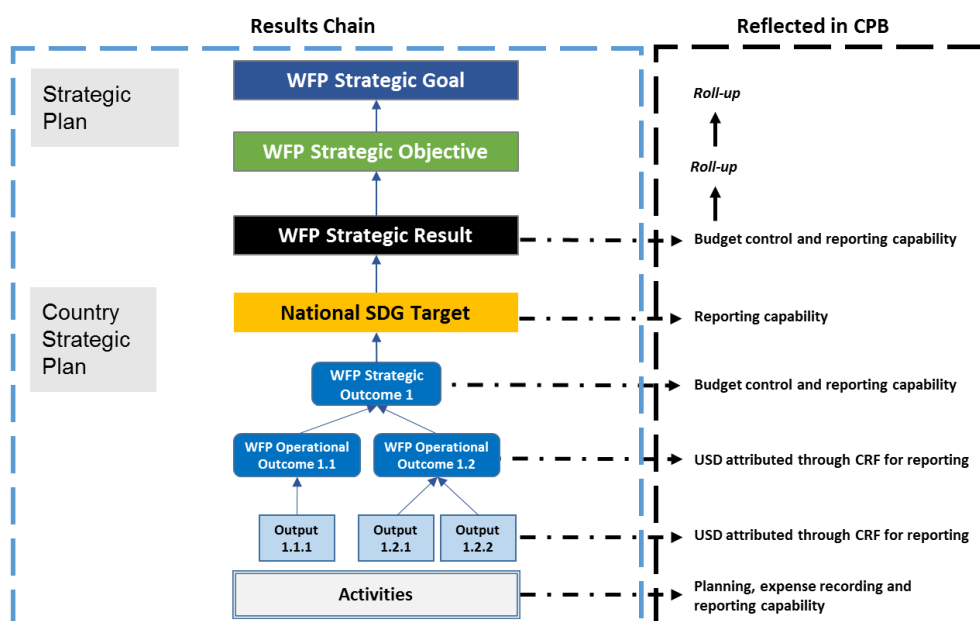 Results Chain
Reflected in CPB
Strategic
Plan
WFP Strategic Goal
Roll-up
WFP Strategic Objective
Roll-up
WFP Strategic Result
Budget control and reporting capability
Country
Strategic
Plan
National SDG Target
Reporting capability
WFP Strategic
Outcome 1
Budget control and reporting capability
WFP Operational
Outcome 1.1
WFP Operational
Outcome 1.2
USD attributed through CRF for reporting
Output
1.1.1
Output
1.2.1
Output
1.2.2
USD attributed through CRF for reporting
Activities
Planning, expense recording and
reporting capability